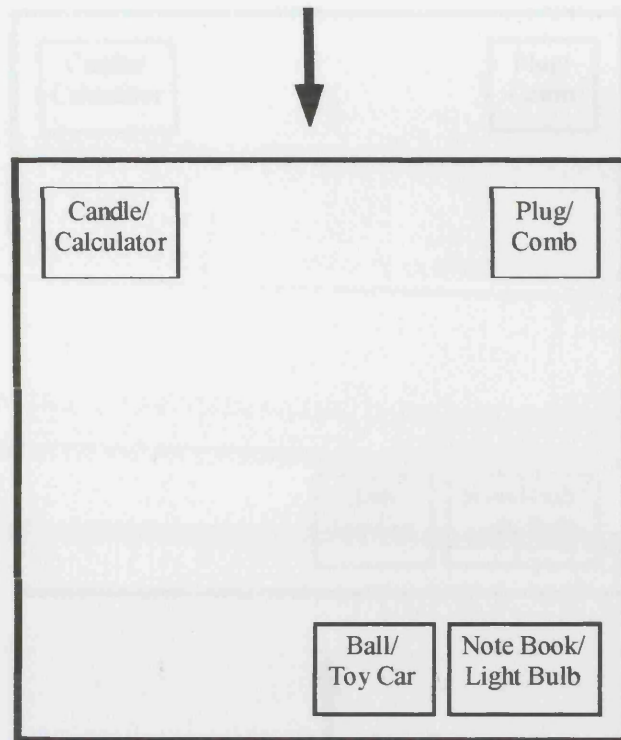 Candle/
Calculator
Plug/
Comb
Ball/
Toy Car
Note Book/
Light Bulb